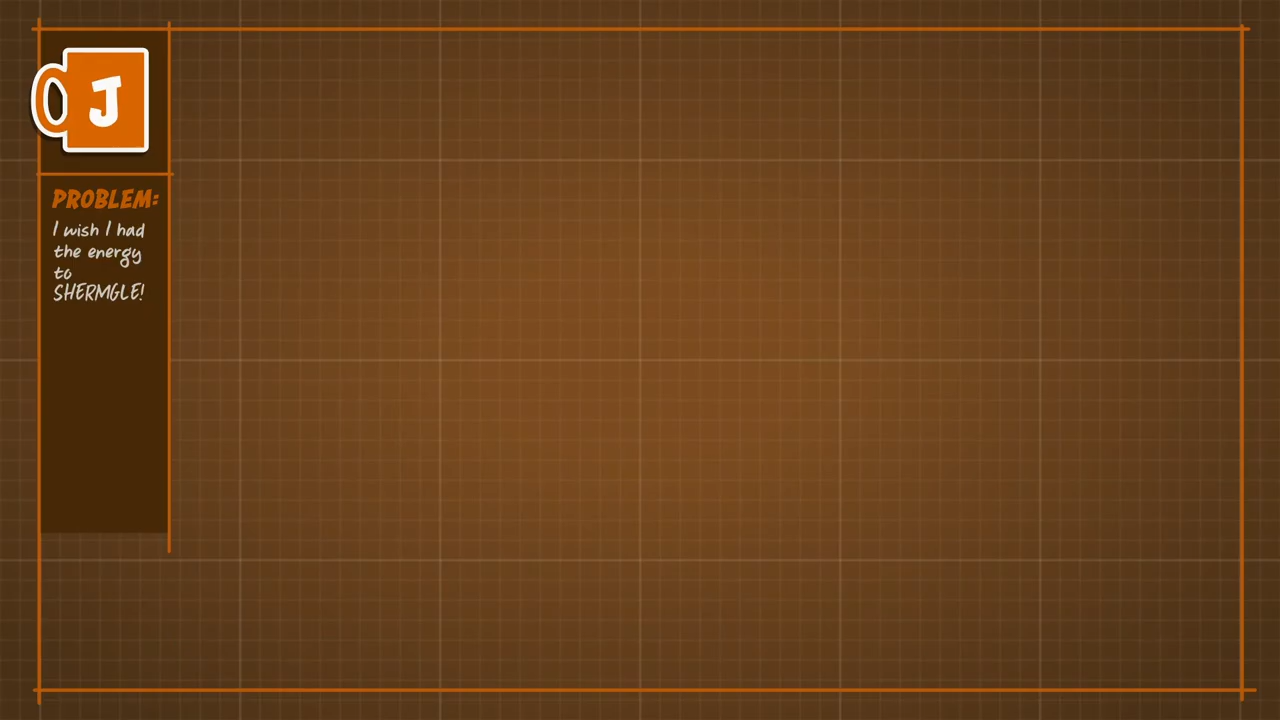 J
PROBLEM:
I wish I had
the energy
to
SHERMGLE!